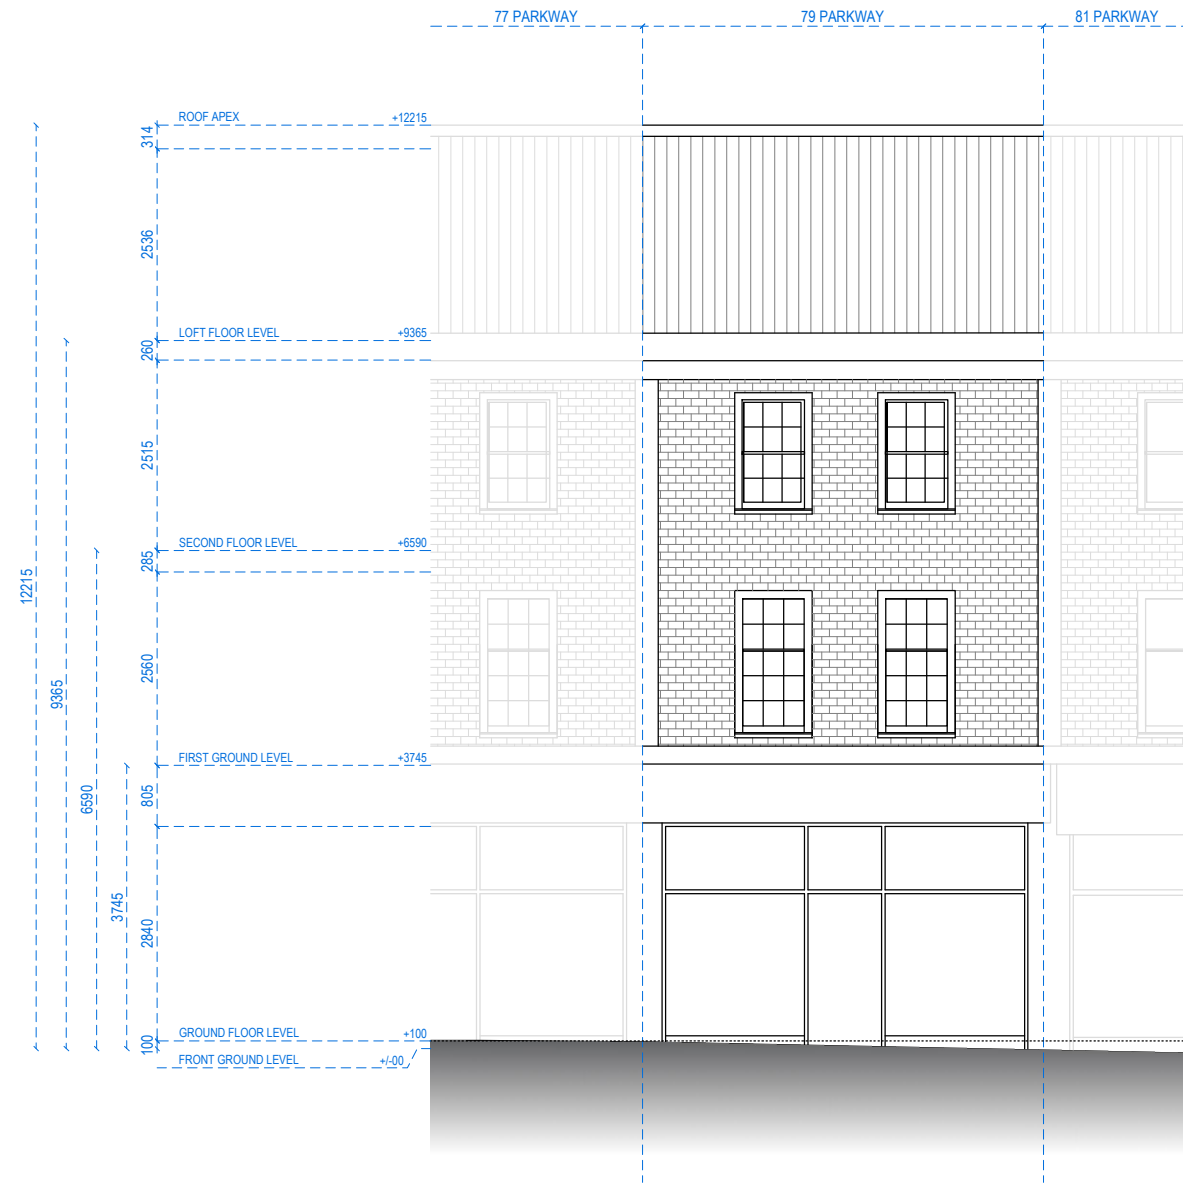 77 PARKWAY
79 PARKWAY
81 PARKWAY
ROOF APEX +12215
314
2536
LOFT FLOOR LEVEL +9365
260
2515
SECOND FLOOR LEVEL +6590
285
12215
2560
9365
FIRST GROUND LEVEL +3745
805
6590
3745
2840
GROUND FLOOR LEVEL +100
100
FRONT GROUND LEVEL +/-00